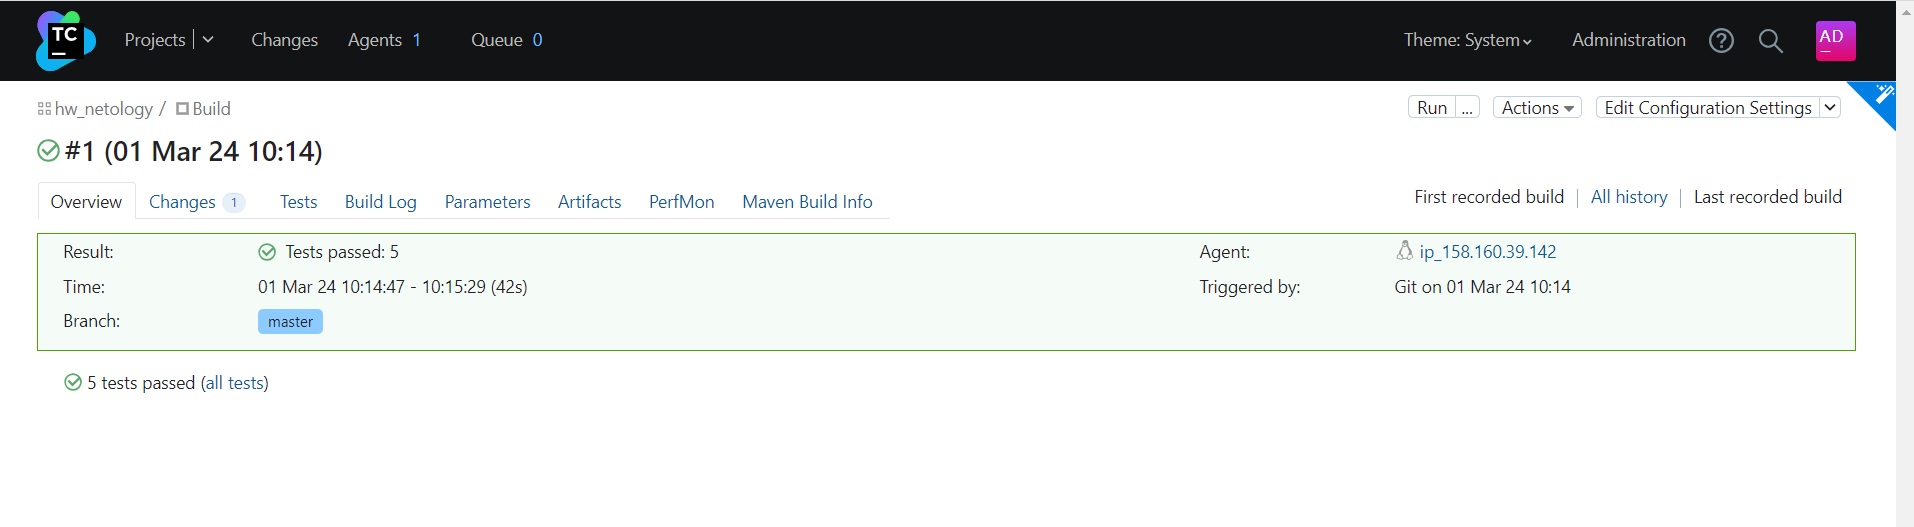 TC Projects Changes Agents 1 Queue 0 Theme: System Administration ? AD
hw_netology / Build Run ... Actions Edit Configuration Settings
#1 (01 Mar 24 10:14)
Overview Changes 1 Tests Build Log Parameters Artifacts PerfMon Maven Build Info First recorded build All history Last recorded build
Result: Tests passed: 5 Agent: ip_158.160.39.142
Time: 01 Mar 24 10:14:47 - 10:15:29 (42s) Triggered by: Git on 01 Mar 24 10:14
Branch: master
5 tests passed (all tests)